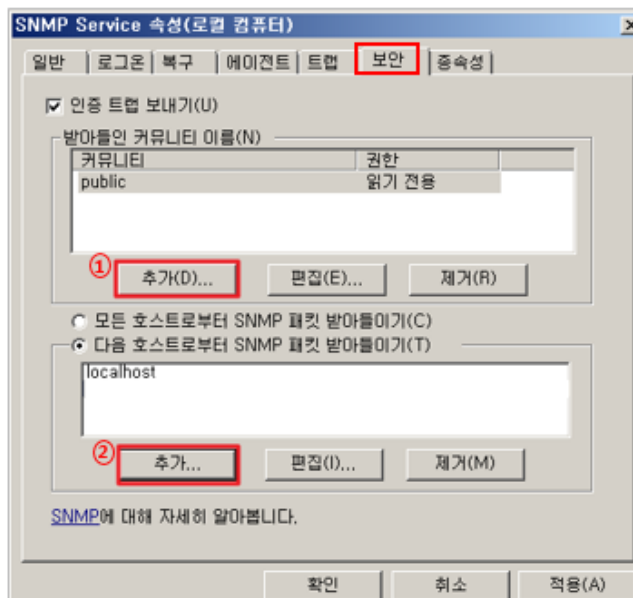 SNMP Service 속성(로컬 컴퓨터)
일반 로그온 복구 에이전트 트랩 보안 종속성
인증 트랩 보내기(U)
받아들인 커뮤니티 이름(N)
커뮤니티 권한
public 읽기 전용
① 추가(D)... 편집(E)... 제거(R)
모든 호스트로부터 SNMP 패킷 받아들이기(C)
다음 호스트로부터 SNMP 패킷 받아들이기(T)
localhost
② 추가... 편집(I)... 제거(M)
SNMP에 대해 자세히 알아봅니다.
확인 취소 적용(A)